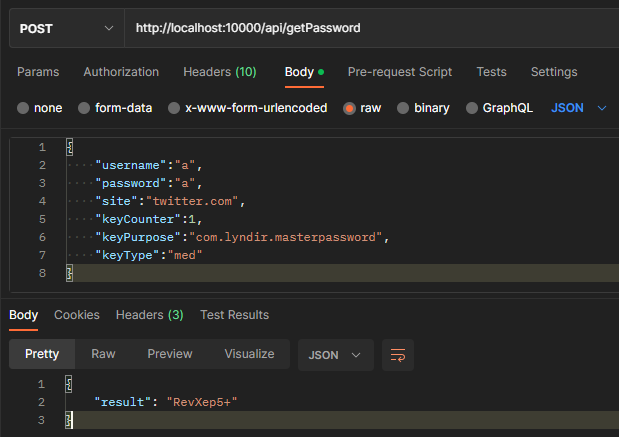 POST http://localhost:10000/api/getPassword
Params Authorization Headers (10) Body Pre-request Script Tests Settings
none form-data x-www-form-urlencoded raw binary GraphQL JSON
1 {
2 ····"username":"a",
3 ····"password":"a",
4 ····"site":"twitter.com",
5 ····"keyCounter":1,
6 ····"keyPurpose":"com.lyndir.masterpassword",
7 ····"keyType":"med"
8 }
Body Cookies Headers (3) Test Results
Pretty Raw Preview Visualize JSON
1 {
2 "result": "RevXep5+"
3 }